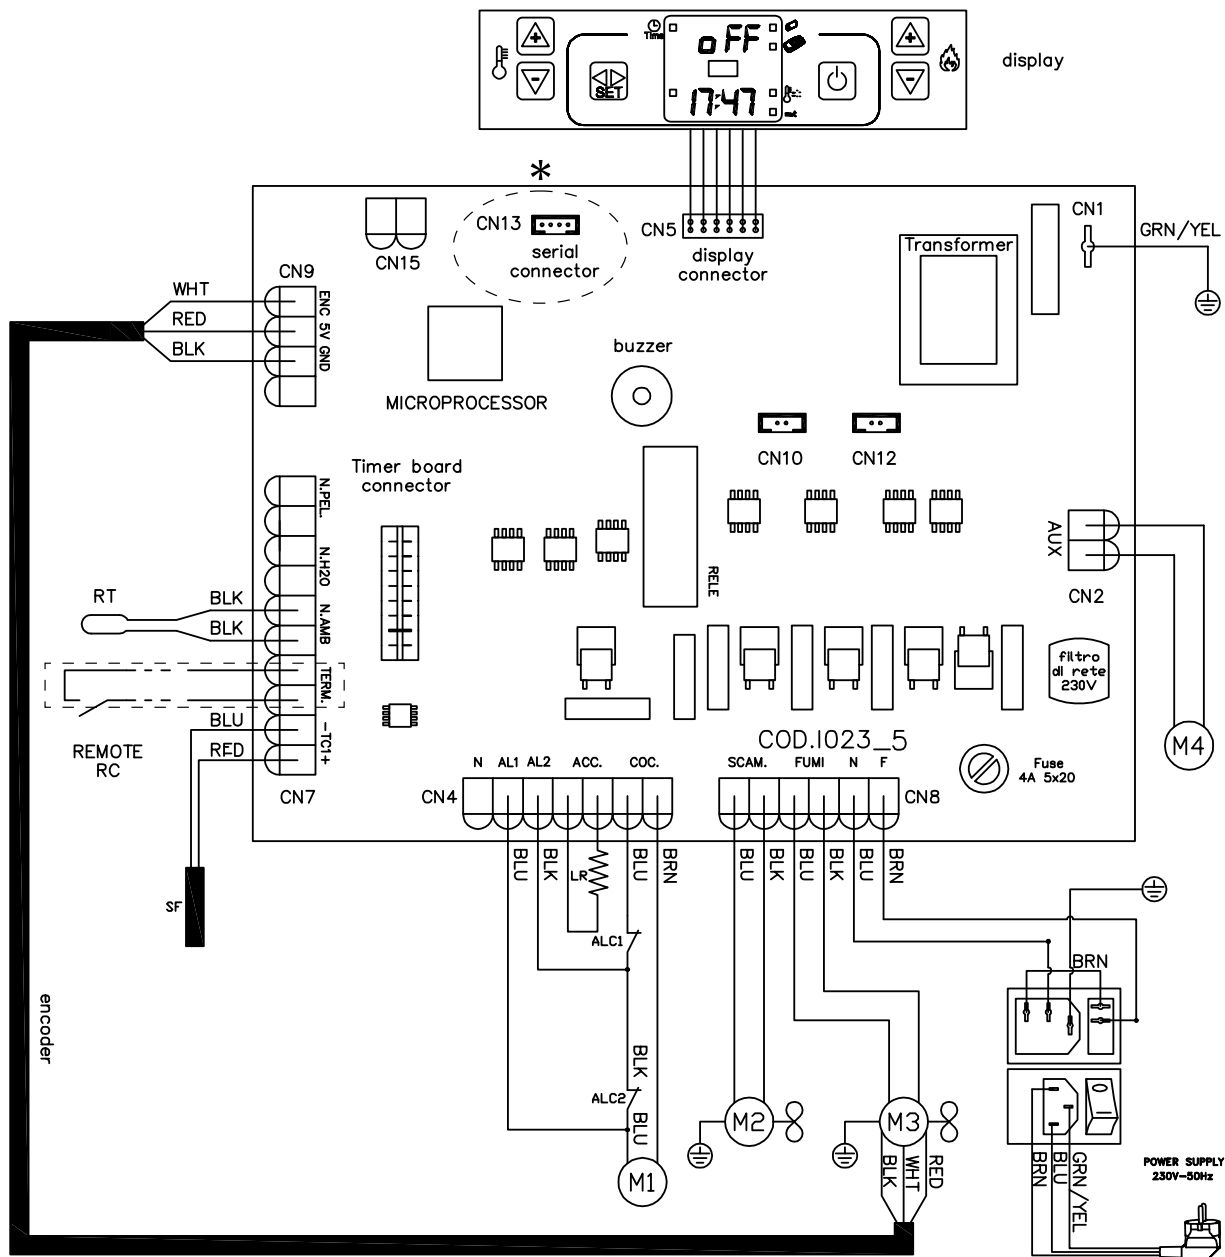 Time
oFF
SET
17:47
display
*
CN13
serial
connector
CN5
display
connector
CN15
CN1
Transformer
GRN/YEL
CN9
WHT
RED
BLK
ENC
5V
GND
MICROPROCESSOR
buzzer
CN10
CN12
Timer board
connector
N.PEL.
N.H2O
N.AMB
TERM.
-TC1+
RELE
AUX
CN2
RT
BLK
BLK
BLU
RED
REMOTE
RC
CN7
filtro
di rete
230V
M4
COD.1023_5
Fuse
4A 5x20
N AL1 AL2 ACC. COC.
SCAM. FUMI N F
CN4
CN8
BLU
BLK
LR
BLU
BRN
BLU
BLK
BLU
BLK
BLU
BRN
SF
ALC1
BRN
encoder
BLK
ALC2
BLU
M1
M2
M3
BLK
WHT
RED
BRN
BLU
GRN/YEL
POWER SUPPLY
230V-50Hz